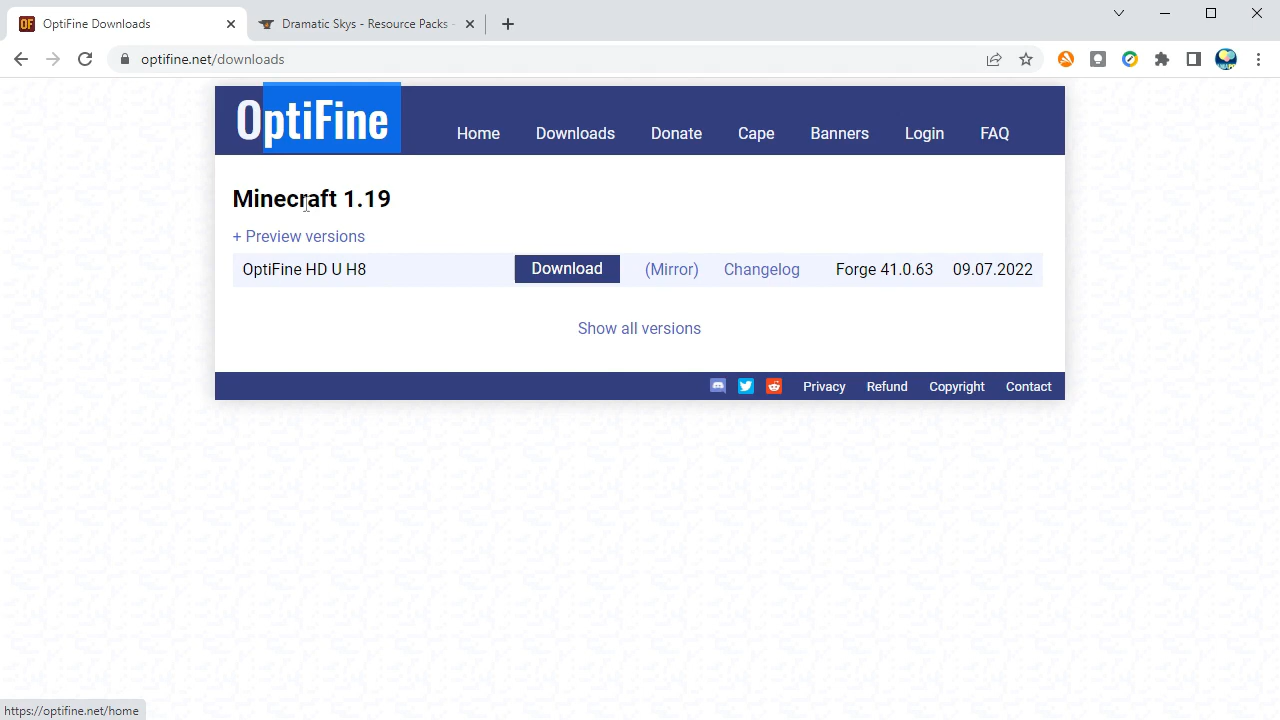 OF OptiFine Downloads
Dramatic Skys - Resource Packs -
optifine.net/downloads
OptiFine
Home Downloads Donate Cape Banners Login FAQ
Minecraft 1.19
+ Preview versions
OptiFine HD U H8 Download (Mirror) Changelog Forge 41.0.63 09.07.2022
Show all versions
Privacy Refund Copyright Contact
https://optifine.net/home